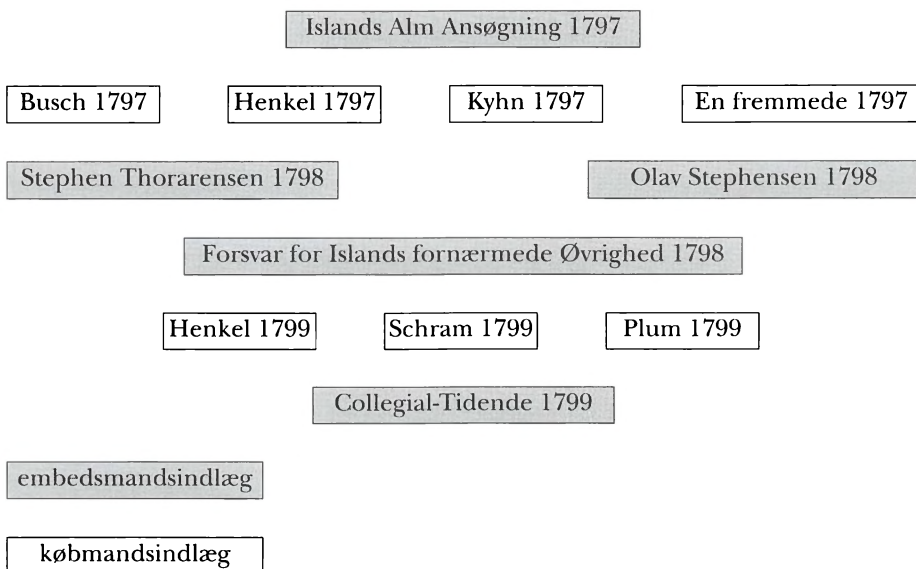 Islands Alm Ansøgning 1797
Busch 1797 Henkel 1797 Kyhn 1797 En fremmede 1797
Stephen Thorarensen 1798 Olav Stephensen 1798
Forsvar for Islands fornærmede Øvrighed 1798
Henkel 1799 Schram 1799 Plum 1799
Collegial-Tidende 1799
embedsmandsindlæg
købmandsindlæg